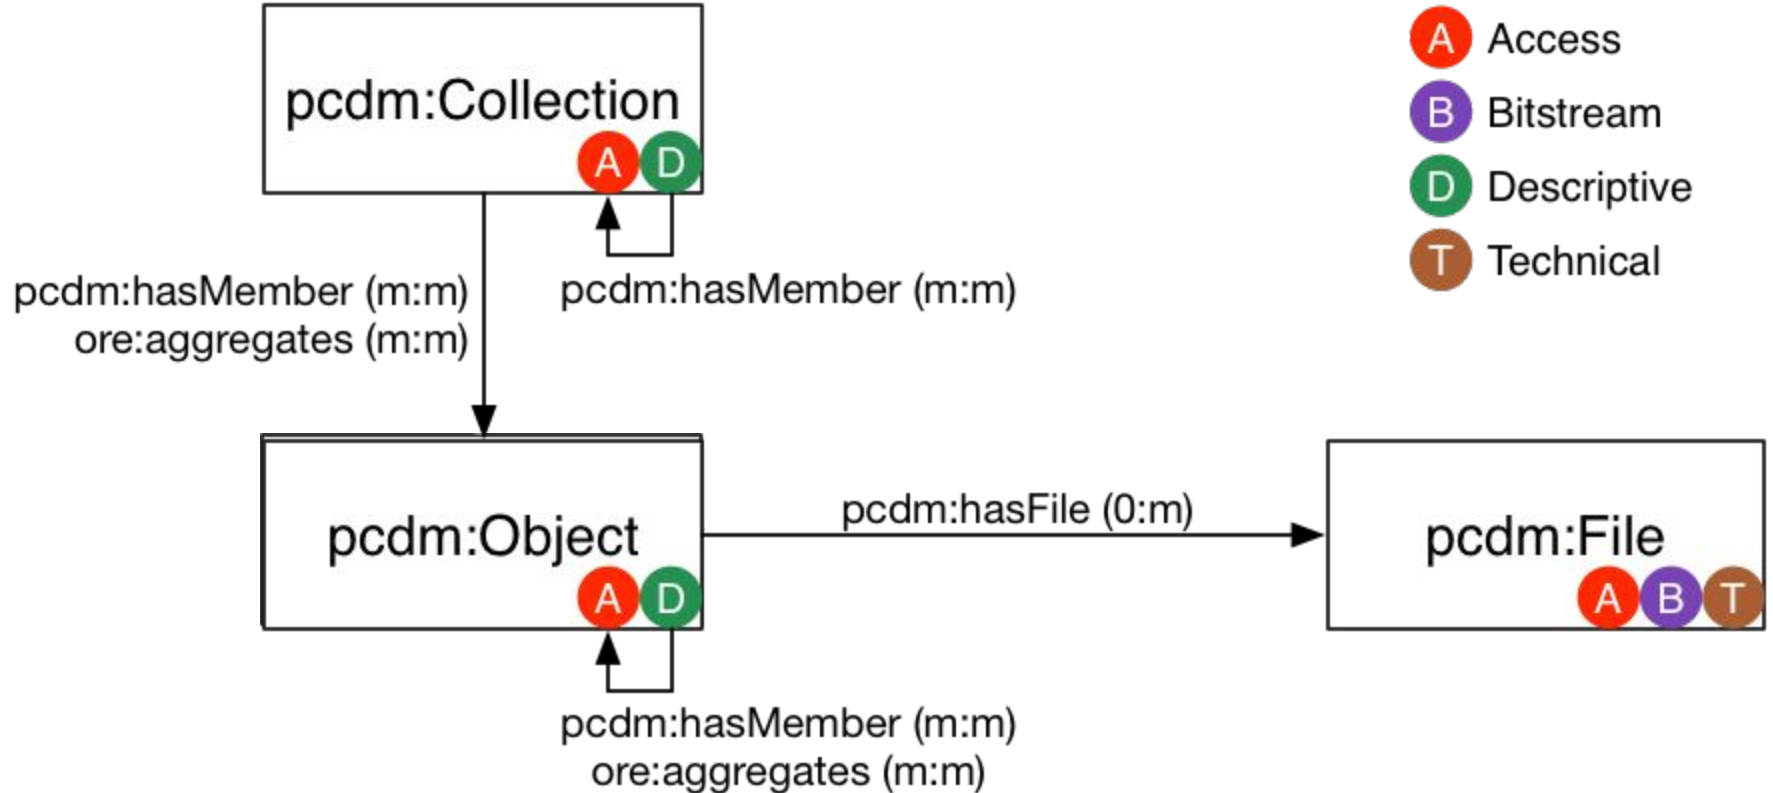 pcdm:Collection
A D
pcdm:hasMember (m:m)
ore:aggregates (m:m)
pcdm:hasMember (m:m)
pcdm:Object
A D
pcdm:hasMember (m:m)
ore:aggregates (m:m)
pcdm:hasFile (0:m)
pcdm:File
A B T
A Access
B Bitstream
D Descriptive
T Technical